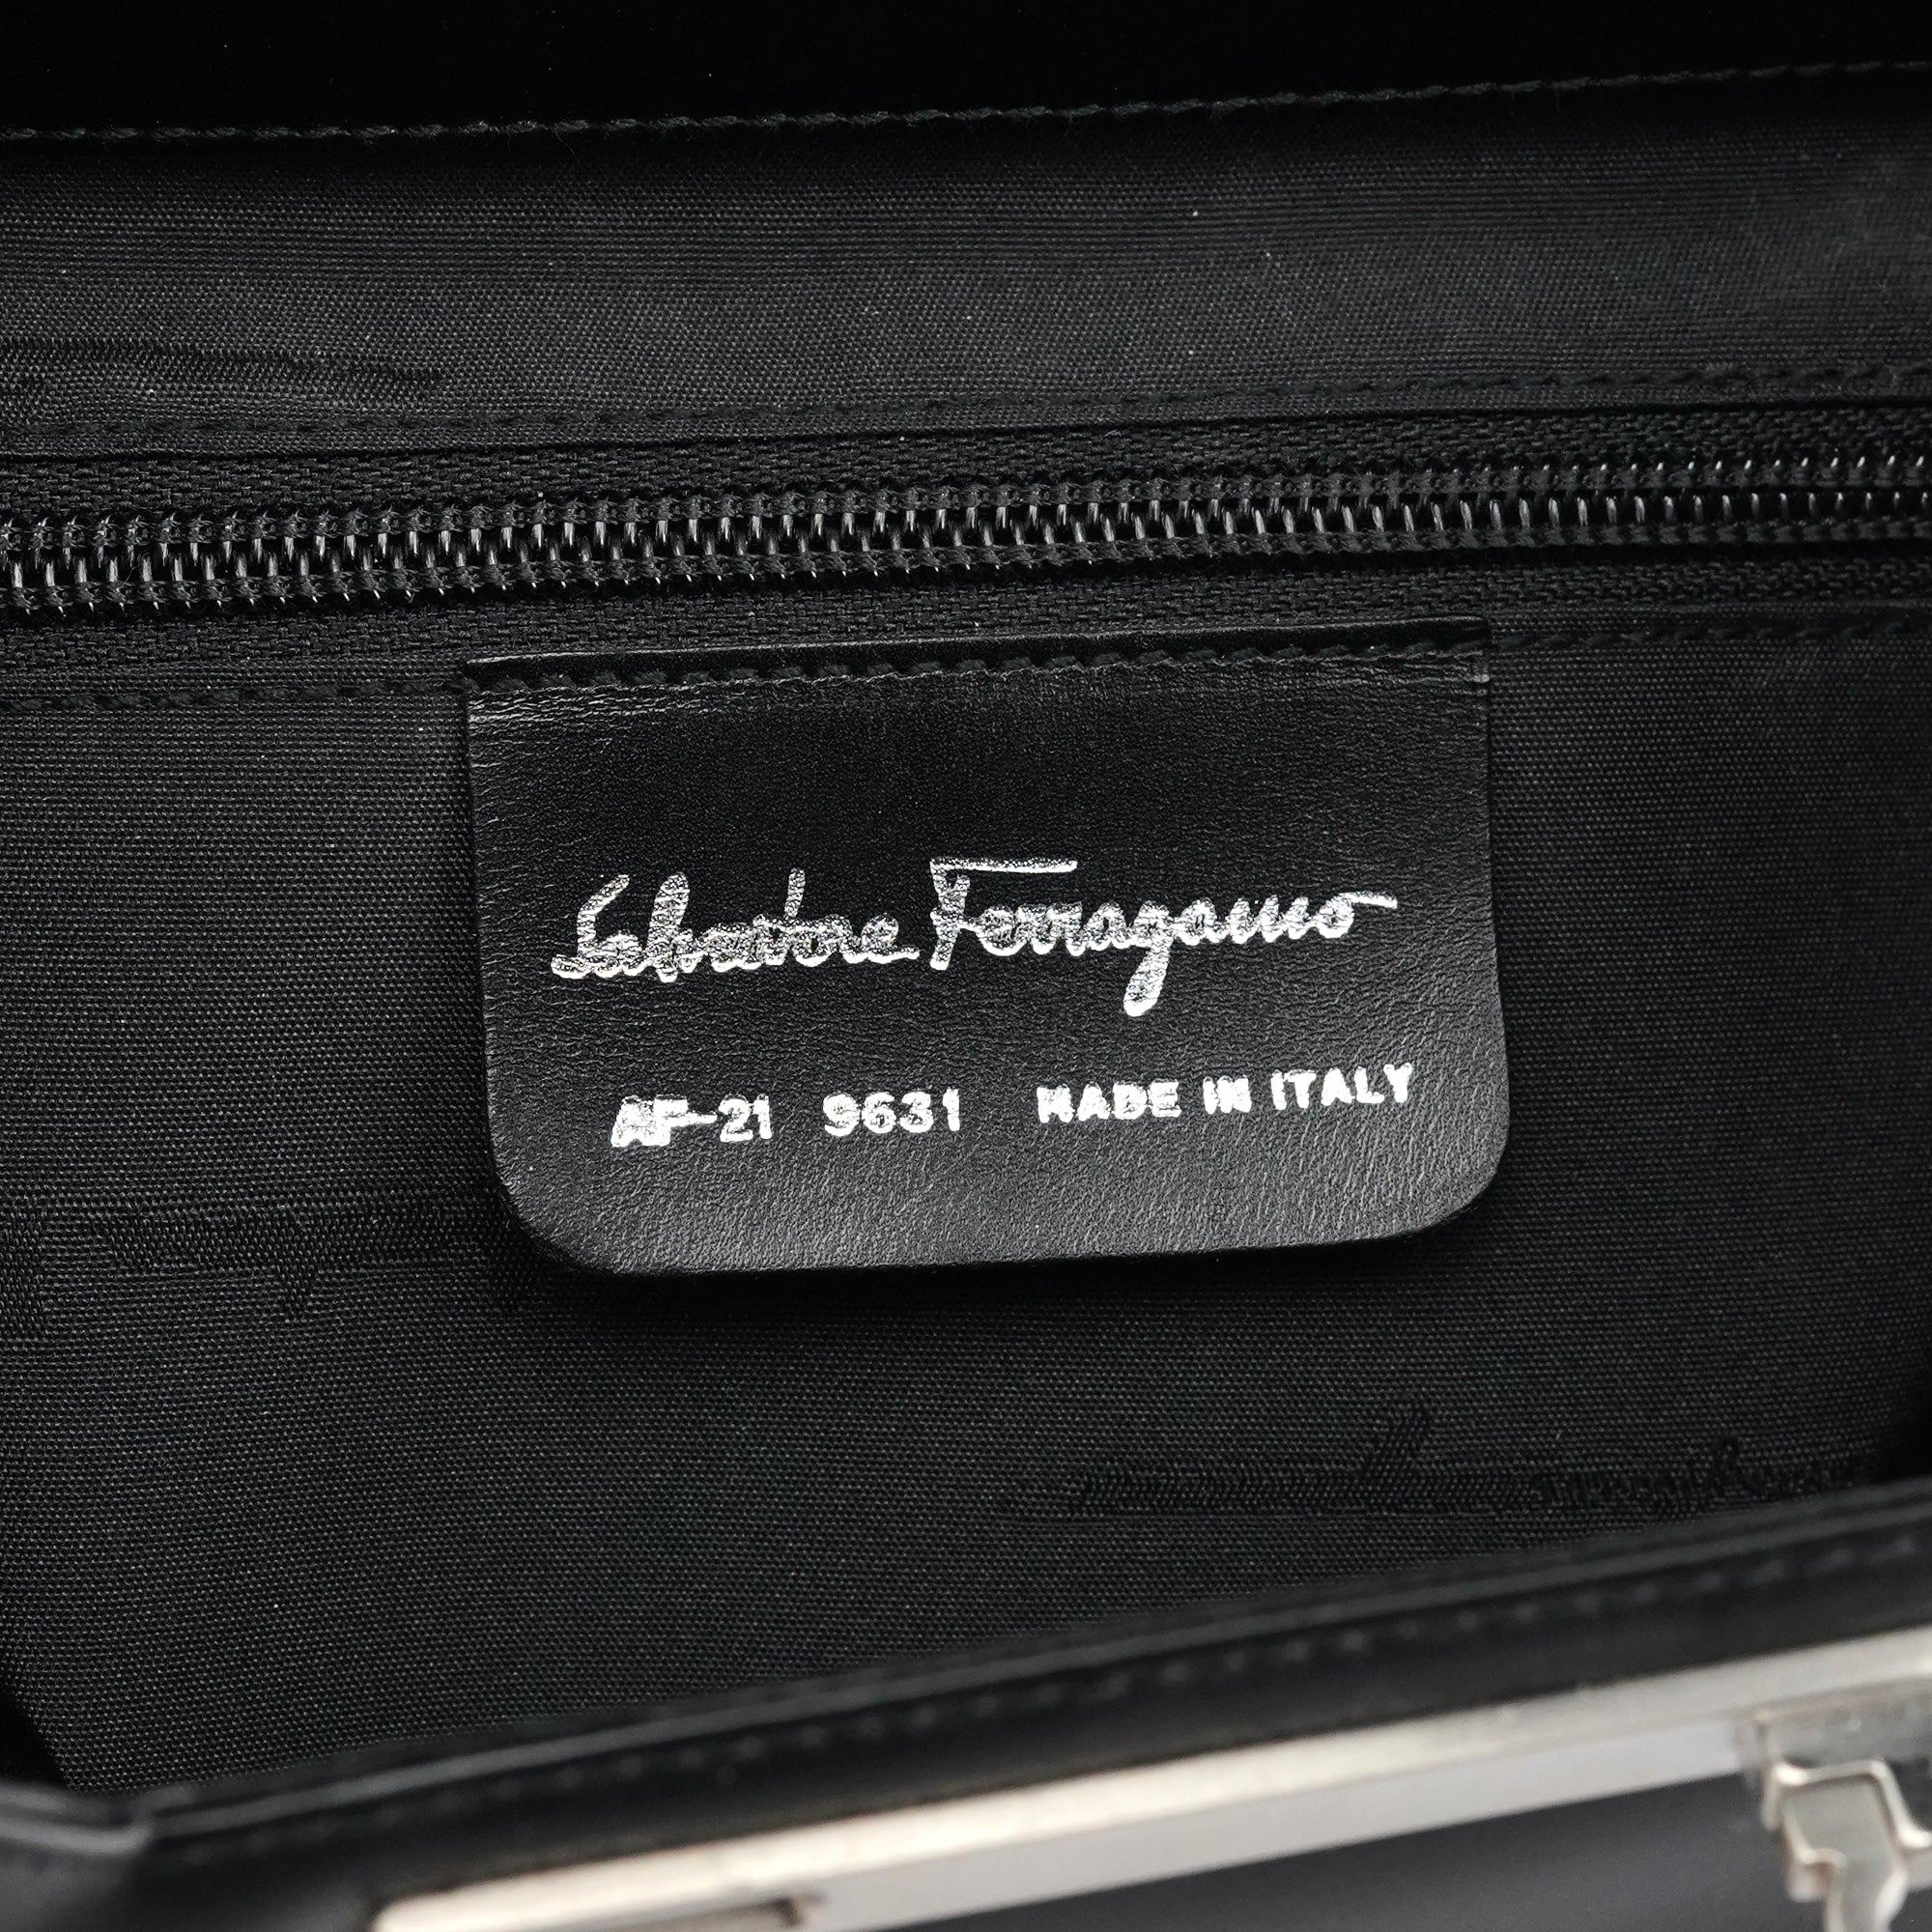 Salvatore Ferragamo
AF-21 9631 MADE IN ITALY